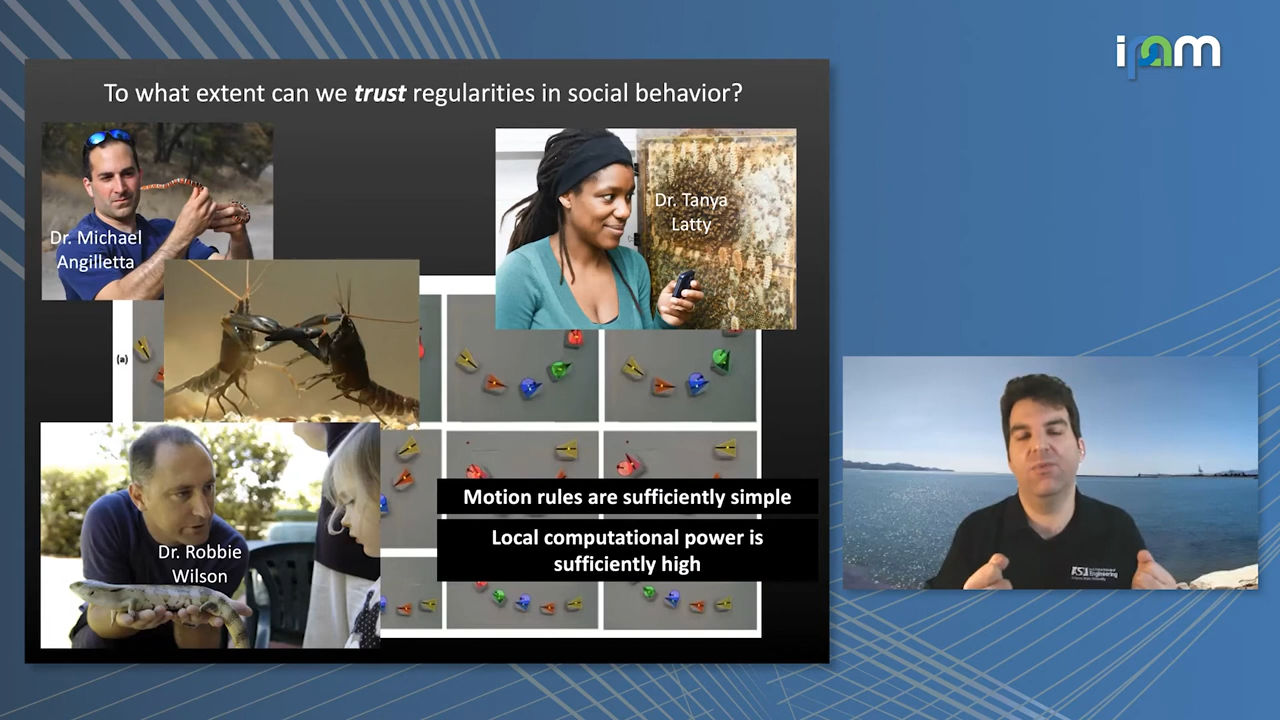 ipam
To what extent can we trust regularities in social behavior?
Dr. Michael
Angilletta
Dr. Tanya
Latty
(a)
Dr. Robbie
Wilson
Motion rules are sufficiently simple
Local computational power is
sufficiently high
Engineering